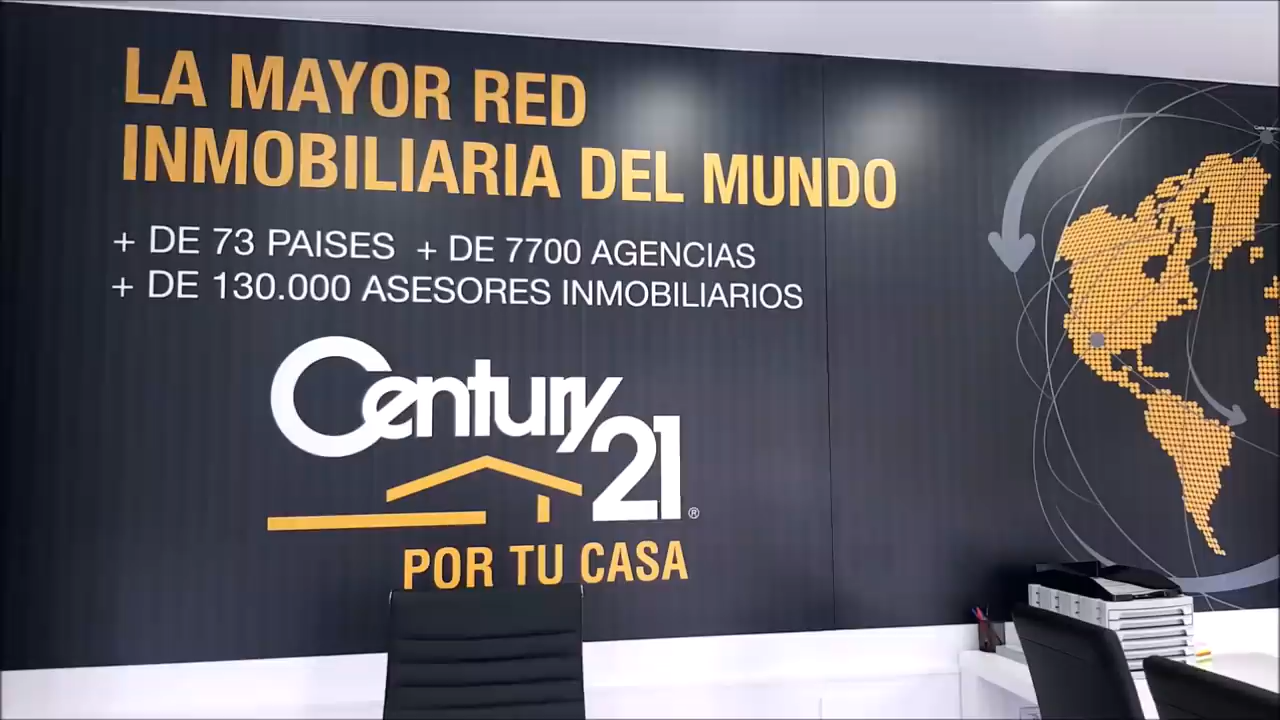 LA MAYOR RED
INMOBILIARIA DEL MUNDO
+ DE 73 PAISES + DE 7700 AGENCIAS
+ DE 130.000 ASESORES INMOBILIARIOS
Century
21®
POR TU CASA